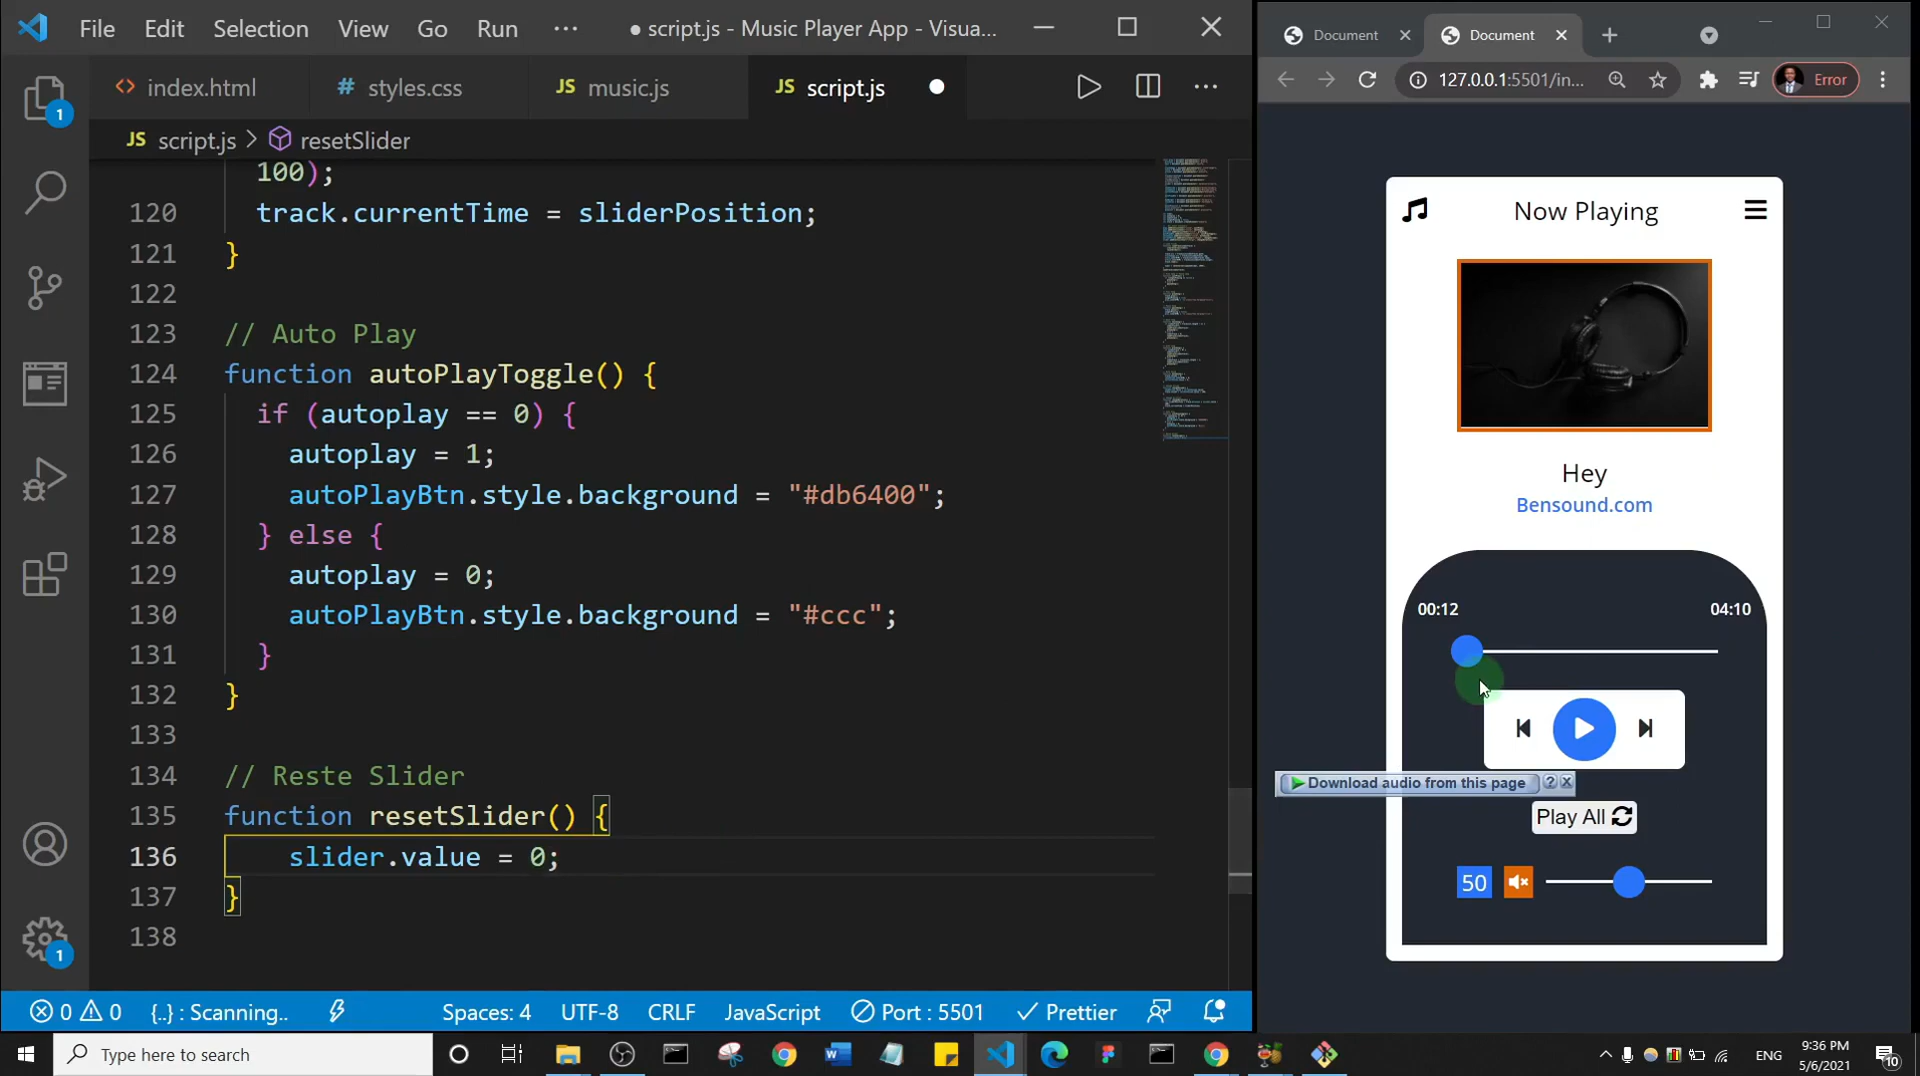 File Edit Selection View Go Run ··· ● script.js - Music Player App - Visua...
index.html styles.css music.js script.js
script.js > resetSlider
100);
120 track.currentTime = sliderPosition;
121 }
122
123 // Auto Play
124 function autoPlayToggle() {
125 if (autoplay == 0) {
126 autoplay = 1;
127 autoPlayBtn.style.background = "#db6400";
128 } else {
129 autoplay = 0;
130 autoPlayBtn.style.background = "#ccc";
131 }
132 }
133
134 // Reste Slider
135 function resetSlider() {
136 slider.value = 0;
137 }
138
1
1
0 0 {..} : Scanning.. Spaces: 4 UTF-8 CRLF JavaScript Port : 5501 Prettier
Document Document
127.0.0.1:5501/in... Error
Now Playing
Hey
Bensound.com
00:12 04:10
Download audio from this page ? x
Play All
50
Type here to search
ENG 9:36 PM
5/6/2021
10